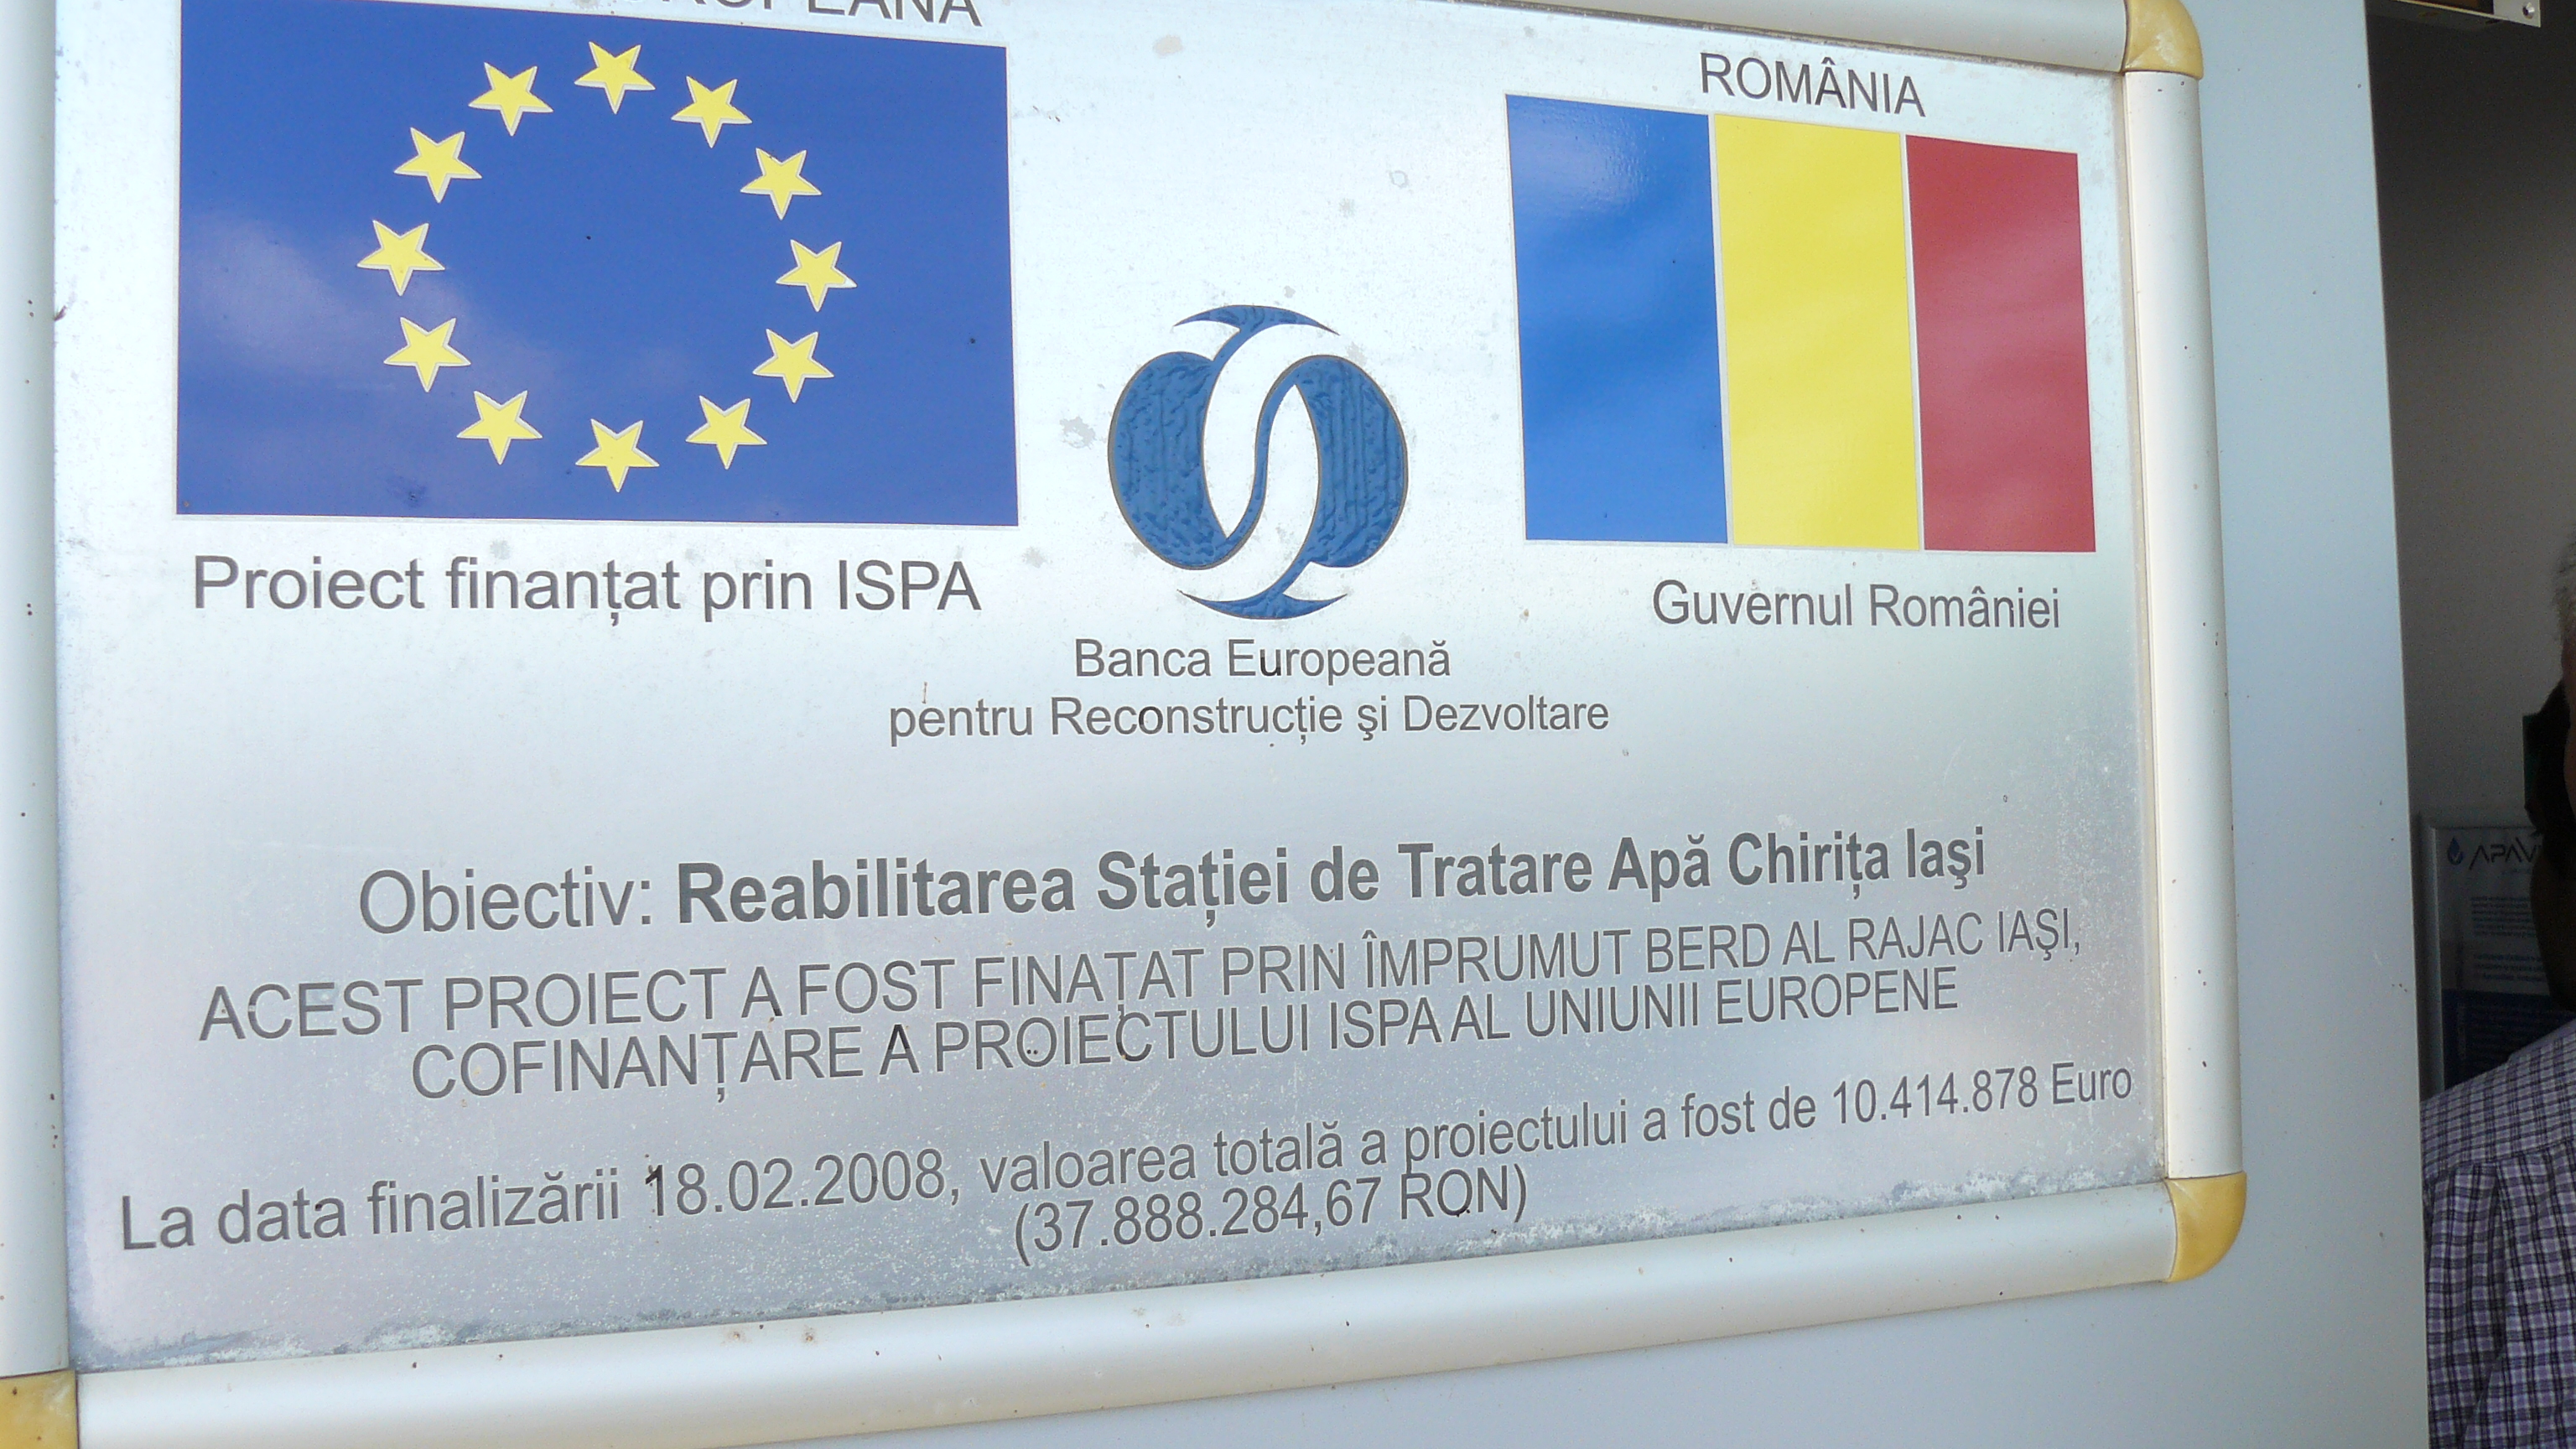 ROMÂNIA
Proiect finanțat prin ISPA
Guvernul României
Banca Europeană
pentru Reconstrucție şi Dezvoltare
Obiectiv: Reabilitarea Stației de Tratare Apă Chirița Iaşi
ACEST PROIECT A FOST FINAȚAT PRIN ÎMPRUMUT BERD AL RAJAC IAŞI,
COFINANȚARE A PROIECTULUI ISPA AL UNIUNII EUROPENE
La data finalizării 18.02.2008, valoarea totală a proiectului a fost de 10.414.878 Euro
(37.888.284,67 RON)